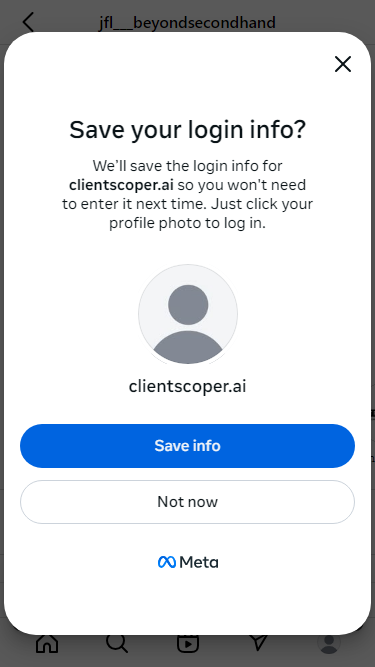 jfl___beyondsecondhand
Save your login info?
We'll save the login info for
clientscoper.ai so you won't need
to enter it next time. Just click your
profile photo to log in.
clientscoper.ai
Save info
Not now
Meta